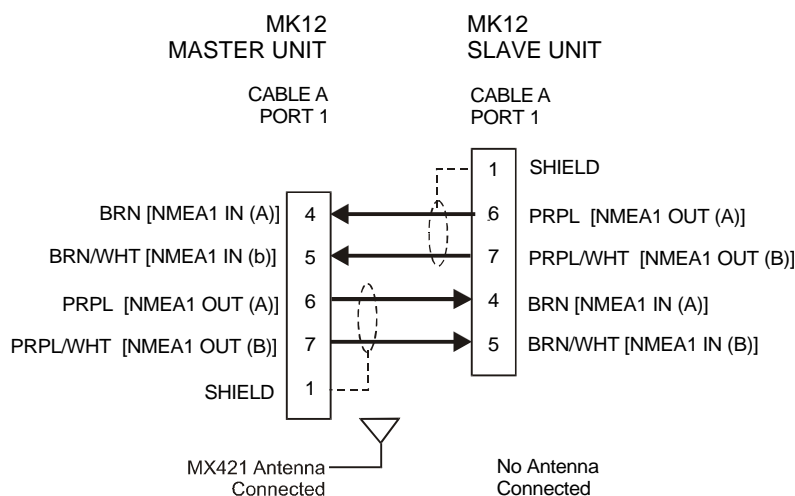 MK12
MASTER UNIT
MK12
SLAVE UNIT
CABLE A
PORT 1
CABLE A
PORT 1
1
SHIELD
BRN [NMEA1 IN (A)]
4
6
PRPL [NMEA1 OUT (A)]
BRN/WHT [NMEA1 IN (b)]
5
7
PRPL/WHT [NMEA1 OUT (B)]
PRPL [NMEA1 OUT (A)]
6
4
BRN [NMEA1 IN (A)]
PRPL/WHT [NMEA1 OUT (B)]
7
5
BRN/WHT [NMEA1 IN (B)]
SHIELD
1
MX421 Antenna
Connected
No Antenna
Connected